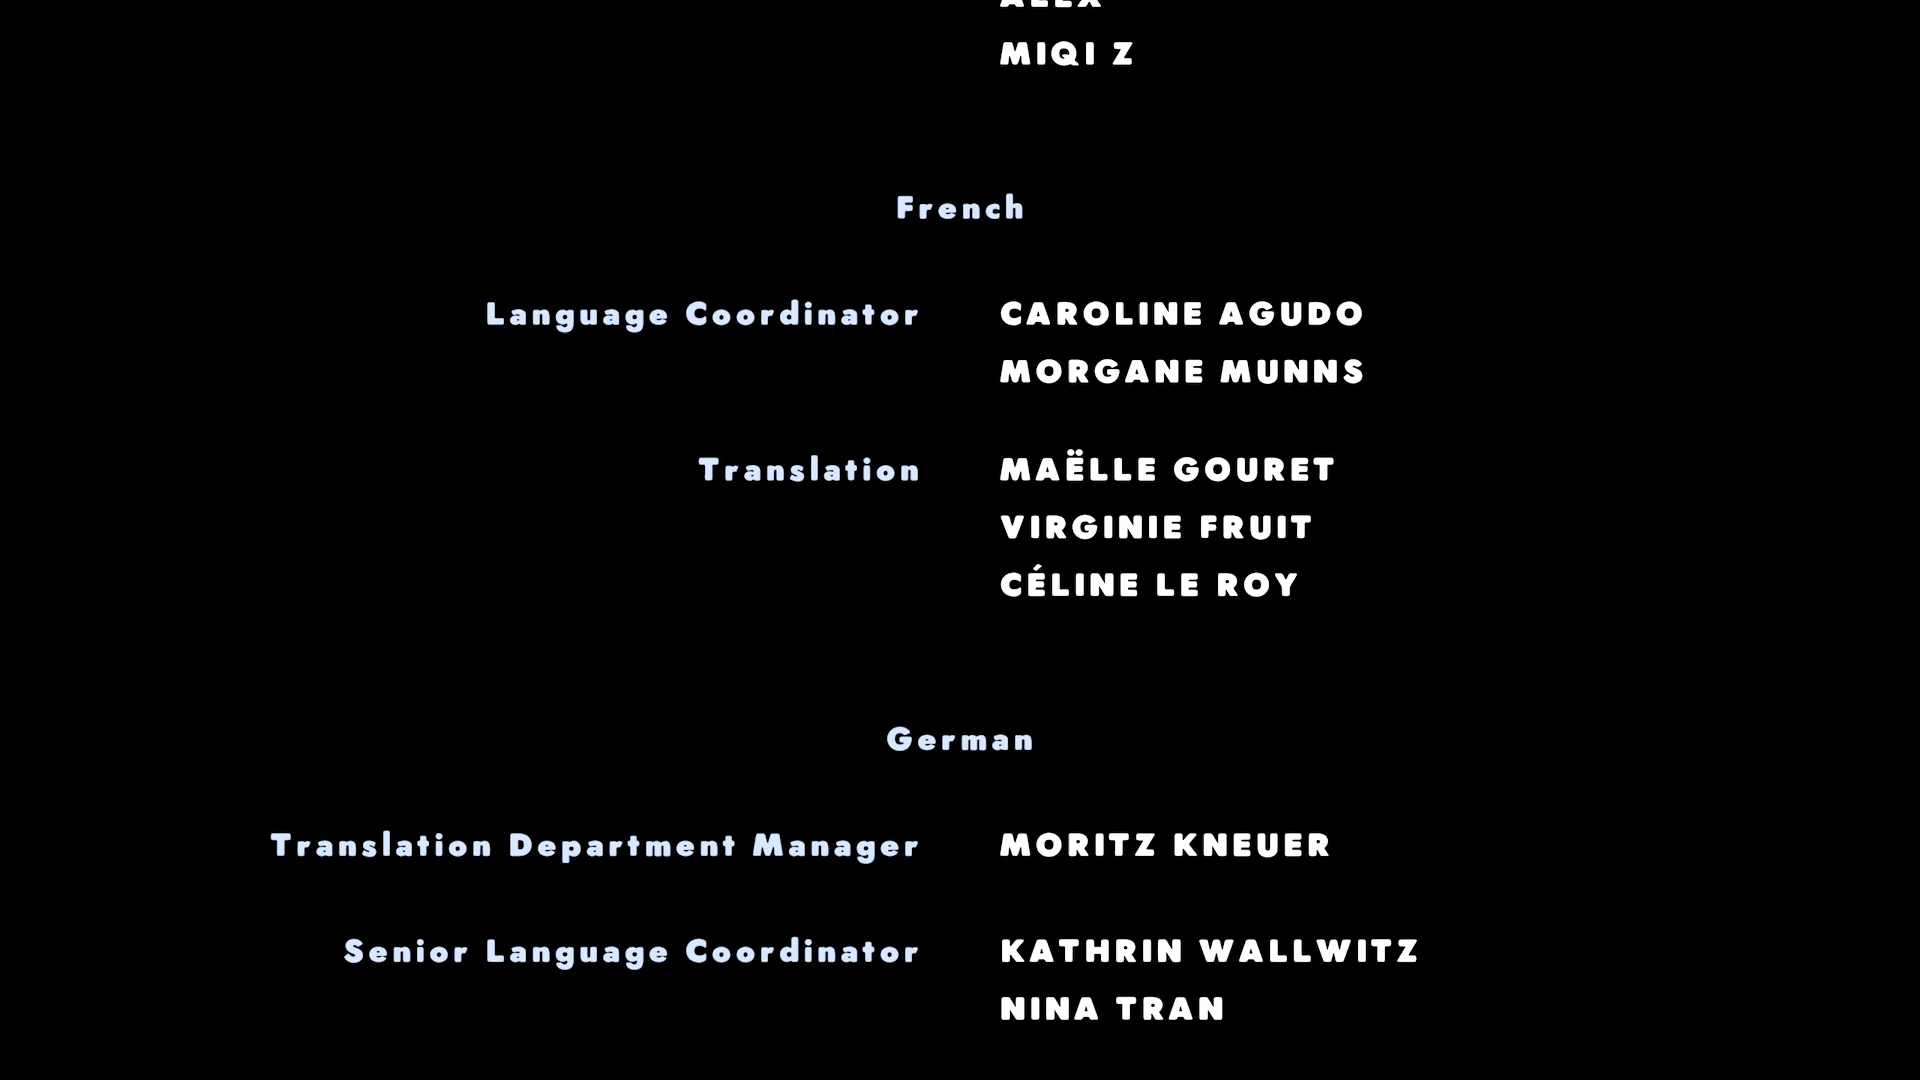 ALEX
MIQI Z
French
Language Coordinator CAROLINE AGUDO
MORGANE MUNNS
Translation MAËLLE GOURET
VIRGINIE FRUIT
CÉLINE LE ROY
German
Translation Department Manager MORITZ KNEUER
Senior Language Coordinator KATHRIN WALLWITZ
NINA TRAN